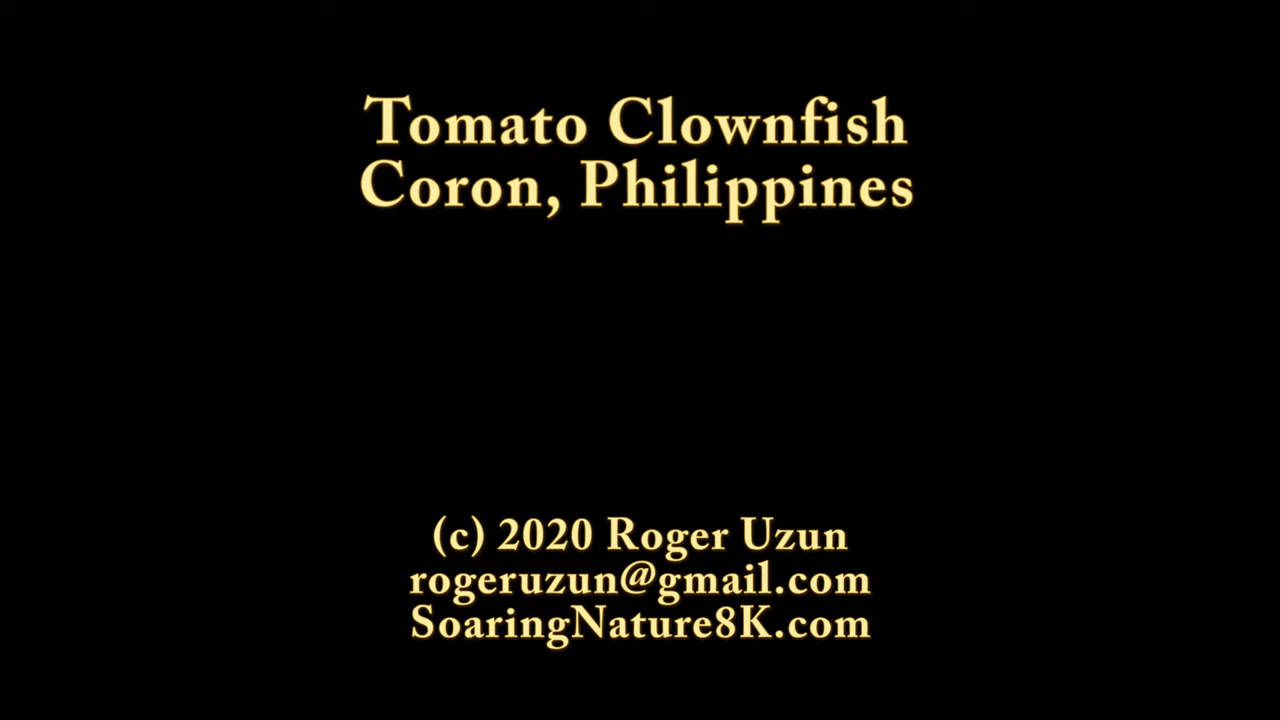 Tomato Clownfish
Coron, Philippines
(c) 2020 Roger Uzun
rogeruzun@gmail.com
SoaringNature8K.com